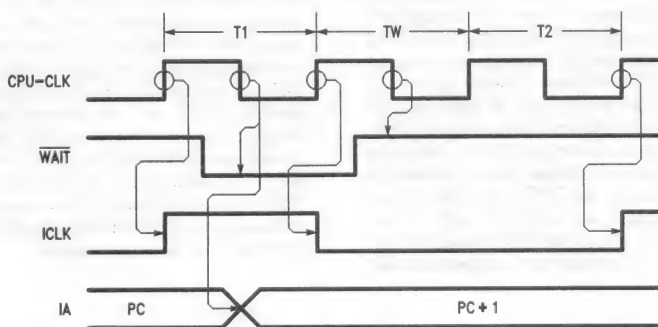 T1 TW T2
CPU-CLK
WAIT
ICLK
IA PC PC + 1